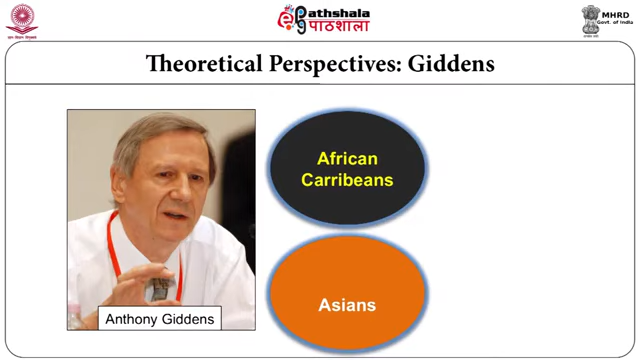 Pathshala
पाठशाला
MHRD
Govt. of India
Theoretical Perspectives: Giddens
African
Carribeans
Asians
Anthony Giddens